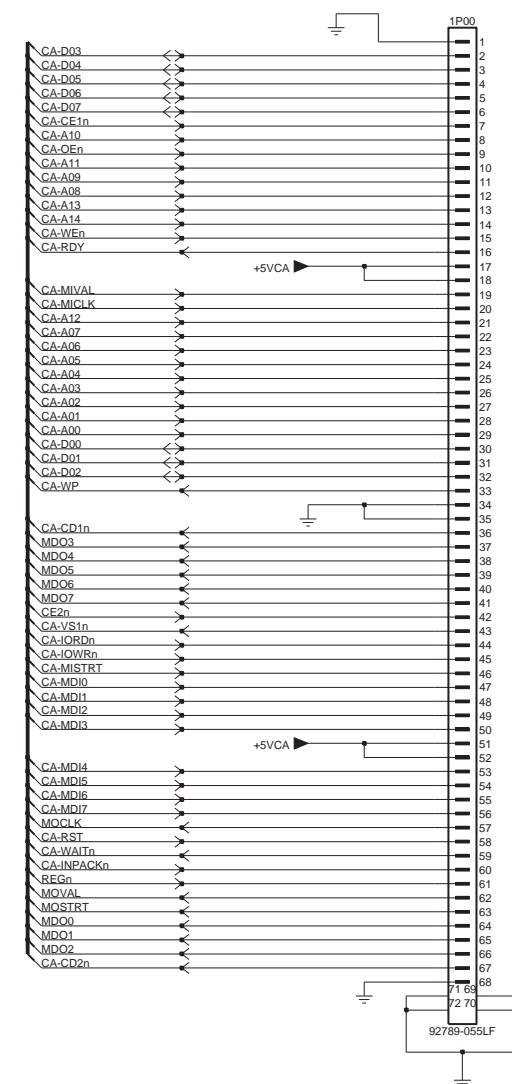 1P00
1
CA-D03 2
CA-D04 3
CA-D05 4
CA-D06 5
CA-D07 6
CA-CE1n 7
CA-A10 8
CA-OEn 9
CA-A11 10
CA-A09 11
CA-A08 12
CA-A13 13
CA-A14 14
CA-WEn 15
CA-RDY 16
+5VCA 17
18
CA-MIVAL 19
CA-MICLK 20
CA-A12 21
CA-A07 22
CA-A06 23
CA-A05 24
CA-A04 25
CA-A03 26
CA-A02 27
CA-A01 28
CA-A00 29
CA-D00 30
CA-D01 31
CA-D02 32
CA-WP 33
34
35
CA-CD1n 36
MDO3 37
MDO4 38
MDO5 39
MDO6 40
MDO7 41
CE2n 42
CA-VS1n 43
CA-IORDn 44
CA-IOWRn 45
CA-MISTRT 46
CA-MDI0 47
CA-MDI1 48
CA-MDI2 49
CA-MDI3 50
+5VCA 51
52
CA-MDI4 53
CA-MDI5 54
CA-MDI6 55
CA-MDI7 56
MOCLK 57
CA-RST 58
CA-WAITn 59
CA-INPACKn 60
REGn 61
MOVAL 62
MOSTRT 63
MDO0 64
MDO1 65
MDO2 66
CA-CD2n 67
68
71 69
72 70
92789-055LF